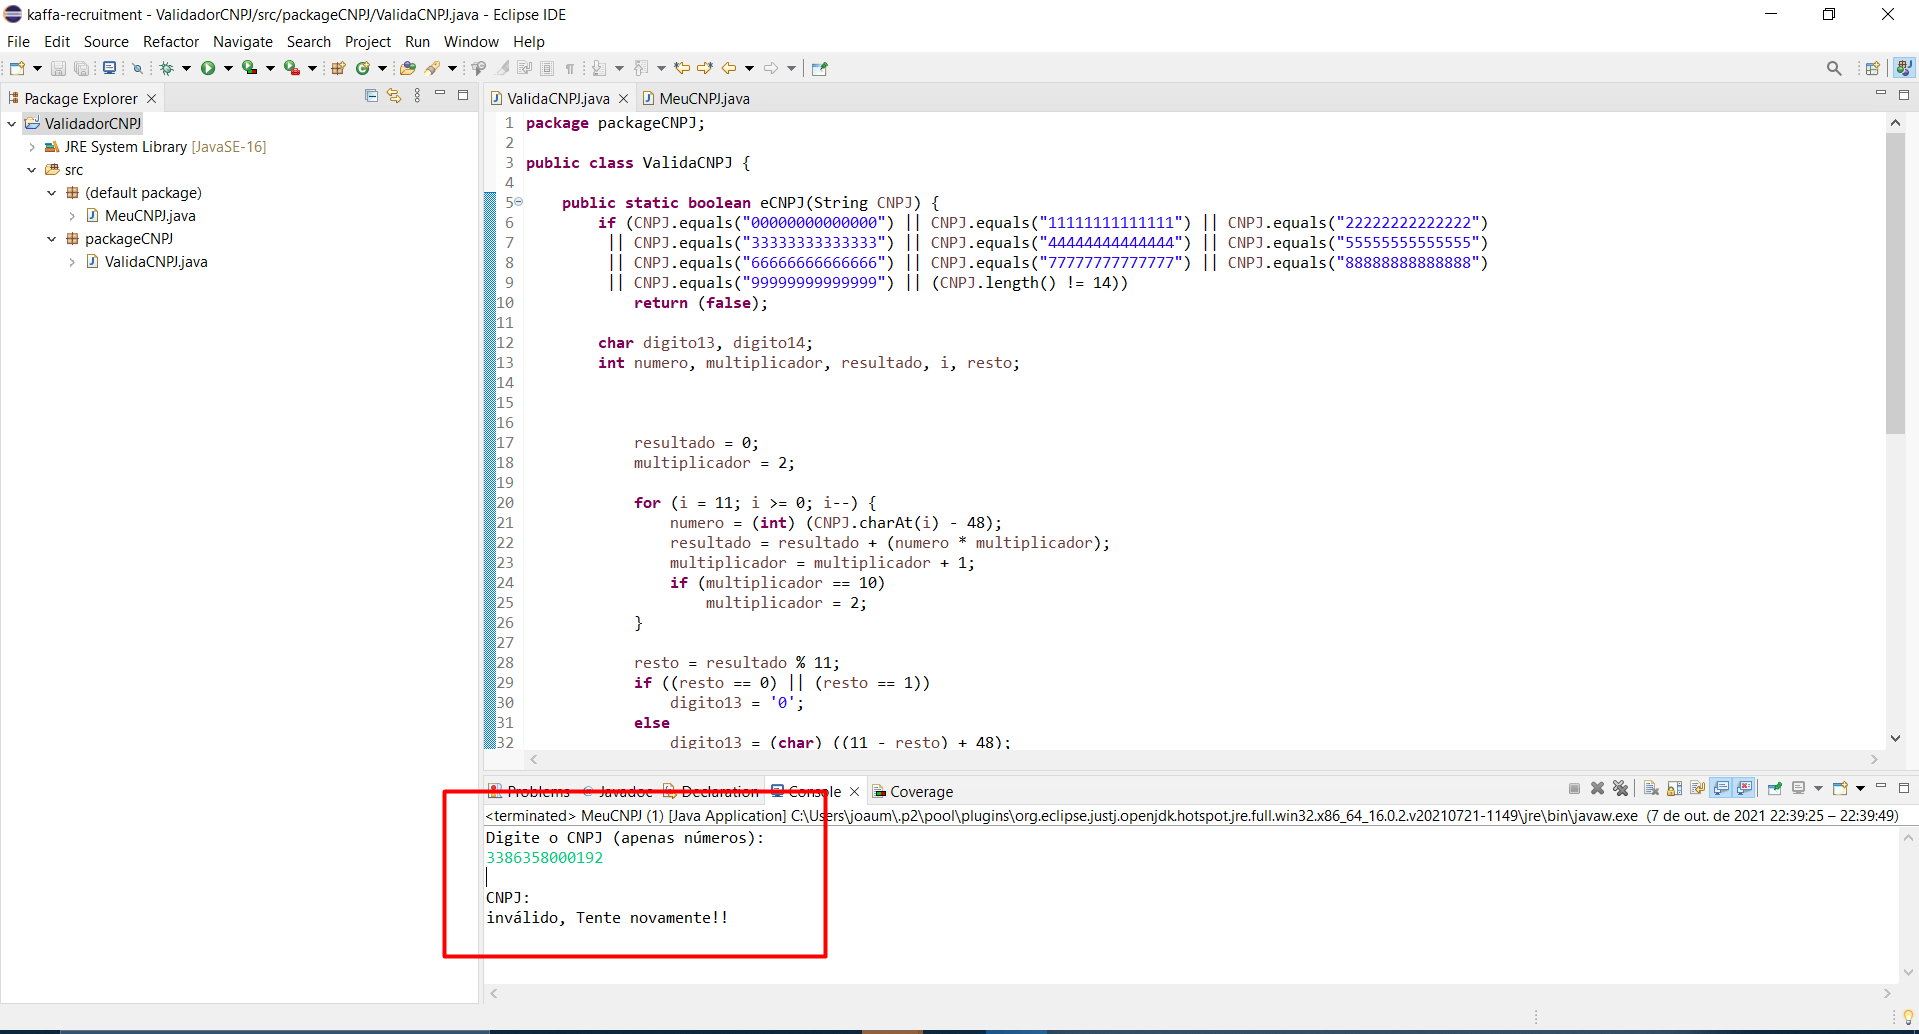 kaffa-recruitment - ValidadorCNPJ/src/packageCNPJ/ValidaCNPJ.java - Eclipse IDE
File Edit Source Refactor Navigate Search Project Run Window Help
Package Explorer
ValidadorCNPJ
JRE System Library [JavaSE-16]
src
(default package)
MeuCNPJ.java
packageCNPJ
ValidaCNPJ.java
ValidaCNPJ.java MeuCNPJ.java
1 package packageCNPJ;
2
3 public class ValidaCNPJ {
4
5 public static boolean eCNPJ(String CNPJ) {
6 if (CNPJ.equals("00000000000000") || CNPJ.equals("11111111111111") || CNPJ.equals("22222222222222")
7 || CNPJ.equals("33333333333333") || CNPJ.equals("44444444444444") || CNPJ.equals("55555555555555")
8 || CNPJ.equals("66666666666666") || CNPJ.equals("77777777777777") || CNPJ.equals("88888888888888")
9 || CNPJ.equals("99999999999999") || (CNPJ.length() != 14))
10 return (false);
11
12 char digito13, digito14;
13 int numero, multiplicador, resultado, i, resto;
14
15
16
17 resultado = 0;
18 multiplicador = 2;
19
20 for (i = 11; i >= 0; i--) {
21 numero = (int) (CNPJ.charAt(i) - 48);
22 resultado = resultado + (numero * multiplicador);
23 multiplicador = multiplicador + 1;
24 if (multiplicador == 10)
25 multiplicador = 2;
26 }
27
28 resto = resultado % 11;
29 if ((resto == 0) || (resto == 1))
30 digito13 = '0';
31 else
32 digito13 = (char) ((11 - resto) + 48);
Problems Javadoc Declaration Console Coverage
<terminated> MeuCNPJ (1) [Java Application] C:\Users\joaum\.p2\pool\plugins\org.eclipse.justj.openjdk.hotspot.jre.full.win32.x86_64_16.0.2.v20210721-1149\jre\bin\javaw.exe (7 de out. de 2021 22:39:25 – 22:39:49)
Digite o CNPJ (apenas números):
3386358000192
CNPJ:
inválido, Tente novamente!!